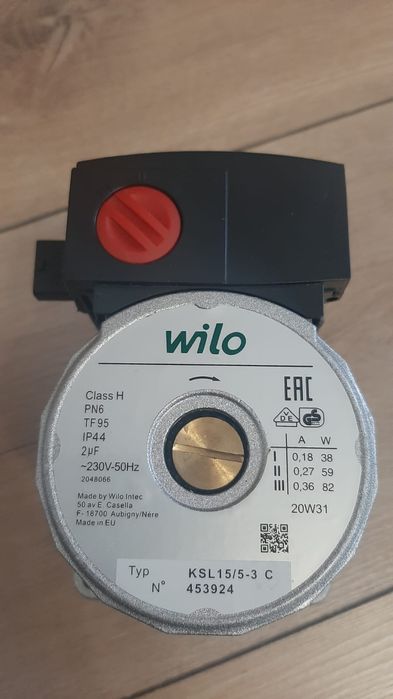 wilo
Class H
PN6
TF95
IP44
2µF
~230V-50Hz
2048066
Made by Wilo Intec
50 av E. Casella
F- 18700 Aubigny/Nère
Made in EU
EAC
VDE
A W
I 0,18 38
II 0,27 59
III 0,36 82
20W31
Typ KSL15/5-3 C
N° 453924